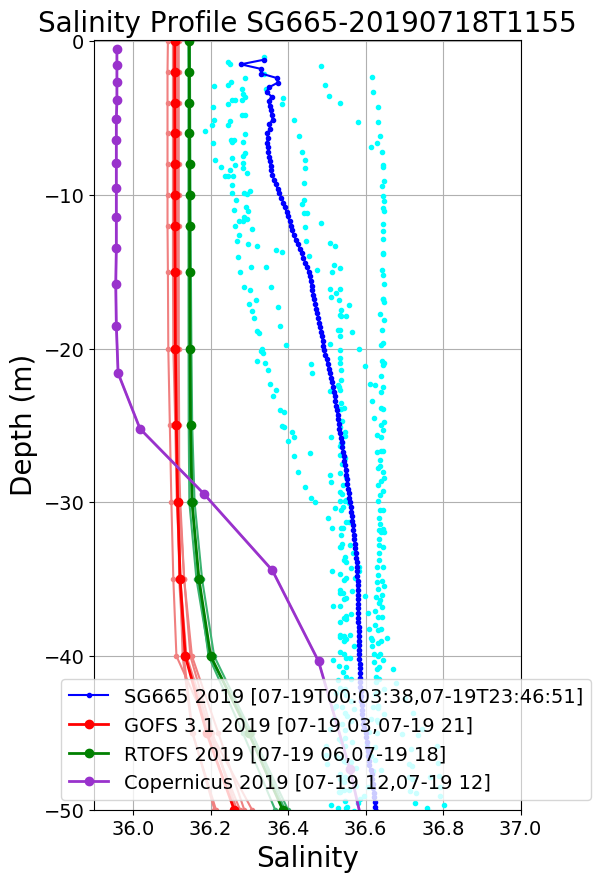 Salinity Profile SG665-20190718T1155
0
−10
−20
−30
−40
−50
Depth (m)
SG665 2019 [07-19T00:03:38,07-19T23:46:51]
GOFS 3.1 2019 [07-19 03,07-19 21]
RTOFS 2019 [07-19 06,07-19 18]
Copernicus 2019 [07-19 12,07-19 12]
36.0 36.2 36.4 36.6 36.8 37.0
Salinity